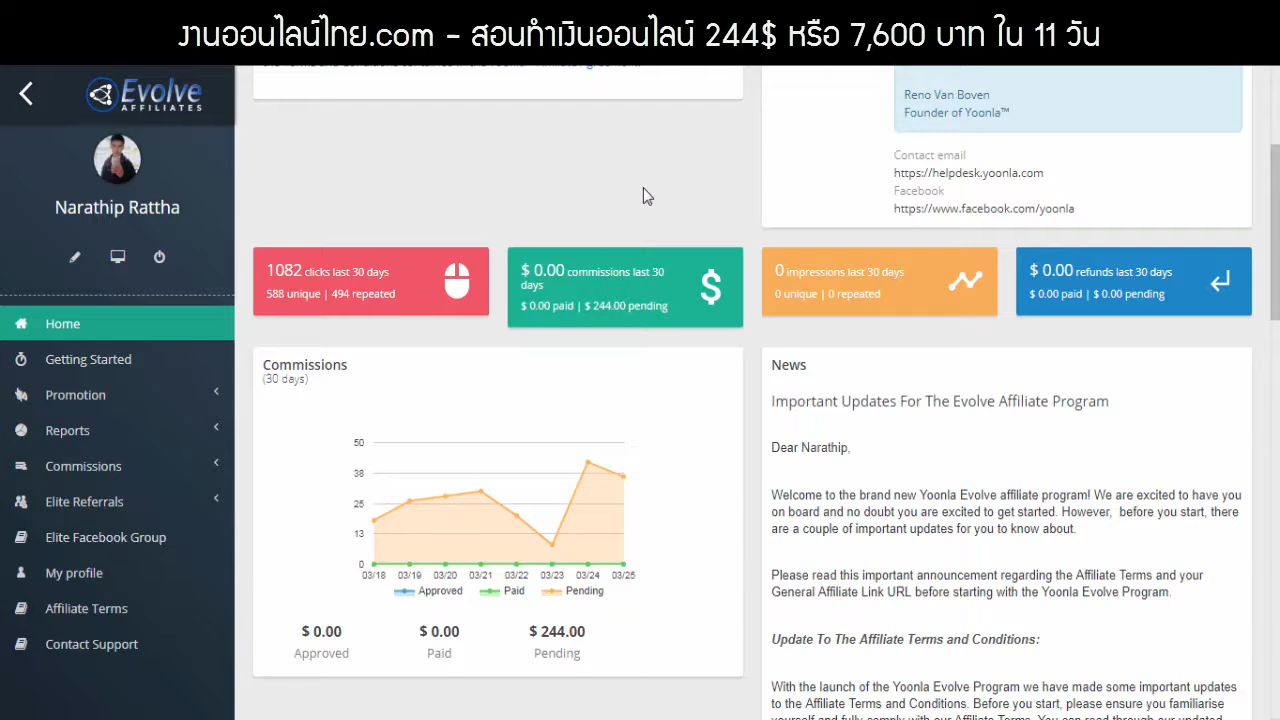 งานออนไลน์ไทย.com - สอนทำเงินออนไลน์ 244$ หรือ 7,600 บาท ใน 11 วัน
Evolve
AFFILIATES
Narathip Rattha
Home
Getting Started
Promotion
Reports
Commissions
Elite Referrals
Elite Facebook Group
My profile
Affiliate Terms
Contact Support
Reno Van Boven
Founder of Yoonla™
Contact email
https://helpdesk.yoonla.com
Facebook
https://www.facebook.com/yoonla
1082 clicks last 30 days
588 unique | 494 repeated
$ 0.00 commissions last 30
days
$ 0.00 paid | $ 244.00 pending
0 impressions last 30 days
0 unique | 0 repeated
$ 0.00 refunds last 30 days
$ 0.00 paid | $ 0.00 pending
Commissions
(30 days)
50
38
25
13
0
03/18 03/19 03/20 03/21 03/22 03/23 03/24 03/25
Approved Paid Pending
$ 0.00 $ 0.00 $ 244.00
Approved Paid Pending
News
Important Updates For The Evolve Affiliate Program
Dear Narathip,
Welcome to the brand new Yoonla Evolve affiliate program! We are excited to have you
on board and no doubt you are excited to get started. However, before you start, there
are a couple of important updates for you to know about.
Please read this important announcement regarding the Affiliate Terms and your
General Affiliate Link URL before starting with the Yoonla Evolve Program.
Update To The Affiliate Terms and Conditions:
With the launch of the Yoonla Evolve Program we have made some important updates
to the Affiliate Terms and Conditions. Before you start, please ensure you familiarise